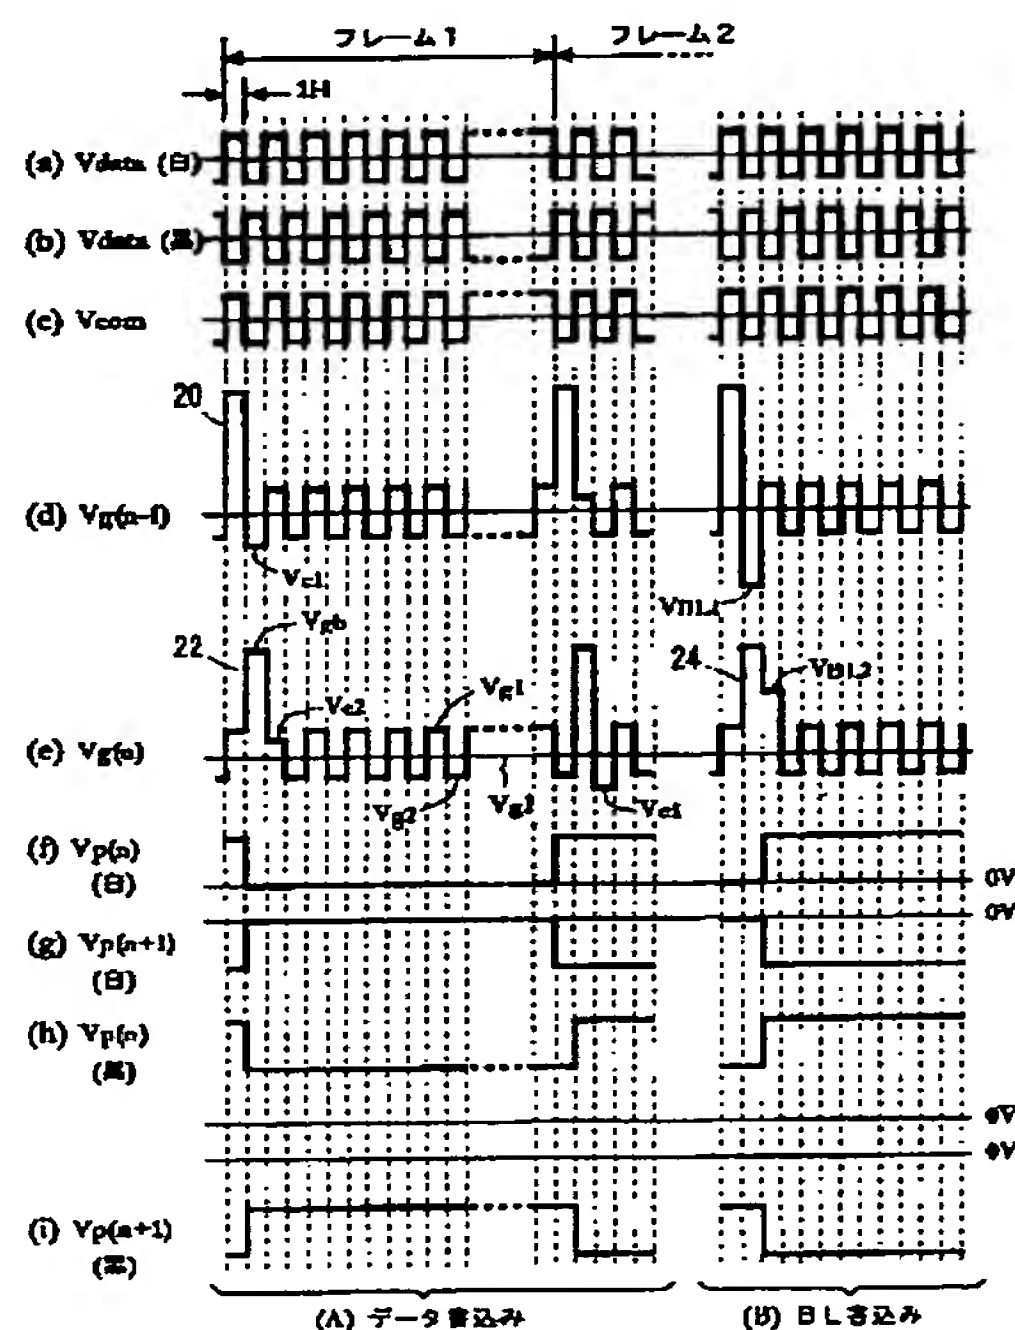 フレーム1 フレーム2
1H
(a) Vdata (白)
(b) Vdata (黒)
(c) Vcom
20
(d) Vg(n-1)
Vc1
VBL1
22
Vgb
24
VBL2
Vc2
Vg1
(e) Vg(n)
Vg2
Vc1
(f) Vp(n)
(白)
0V
0V
(g) Vp(n+1)
(白)
(h) Vp(n)
(黒)
0V
0V
(i) Vp(n+1)
(黒)
(A) データ書込み (B) BL書込み